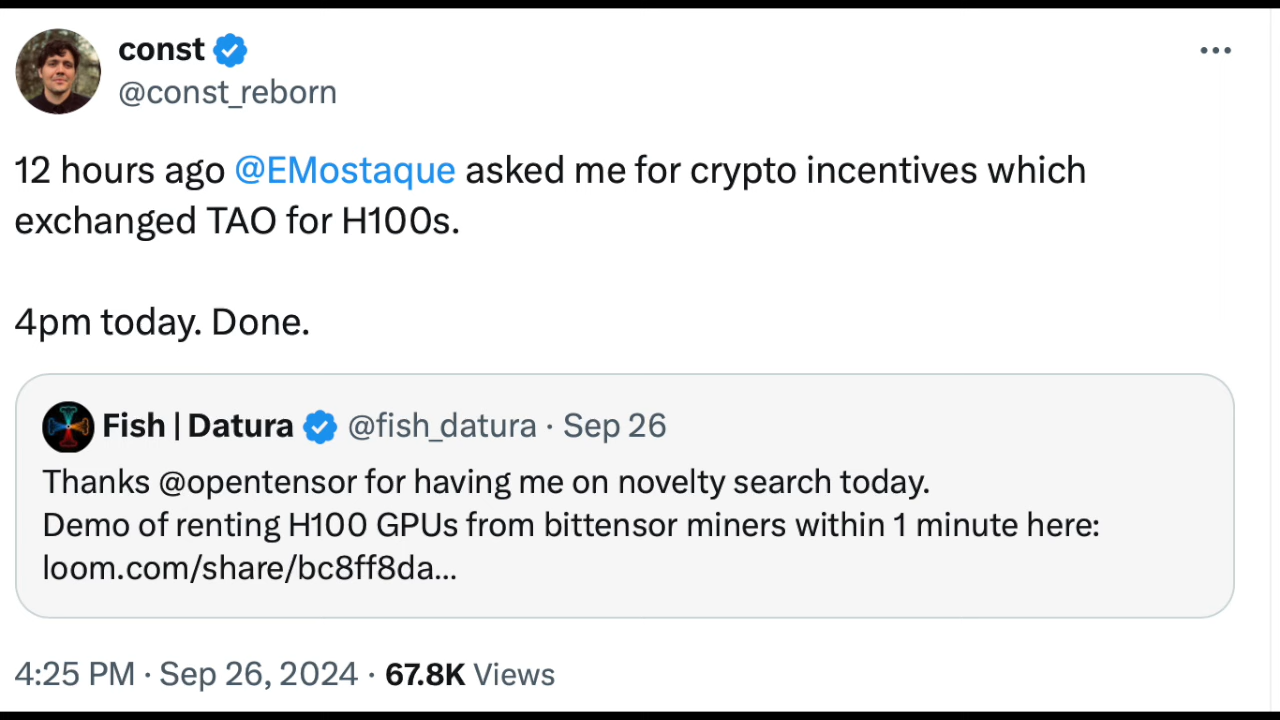 const
@const_reborn
12 hours ago @EMostaque asked me for crypto incentives which
exchanged TAO for H100s.
4pm today. Done.
Fish | Datura @fish_datura · Sep 26
Thanks @opentensor for having me on novelty search today.
Demo of renting H100 GPUs from bittensor miners within 1 minute here:
loom.com/share/bc8ff8da...
4:25 PM · Sep 26, 2024 · 67.8K Views